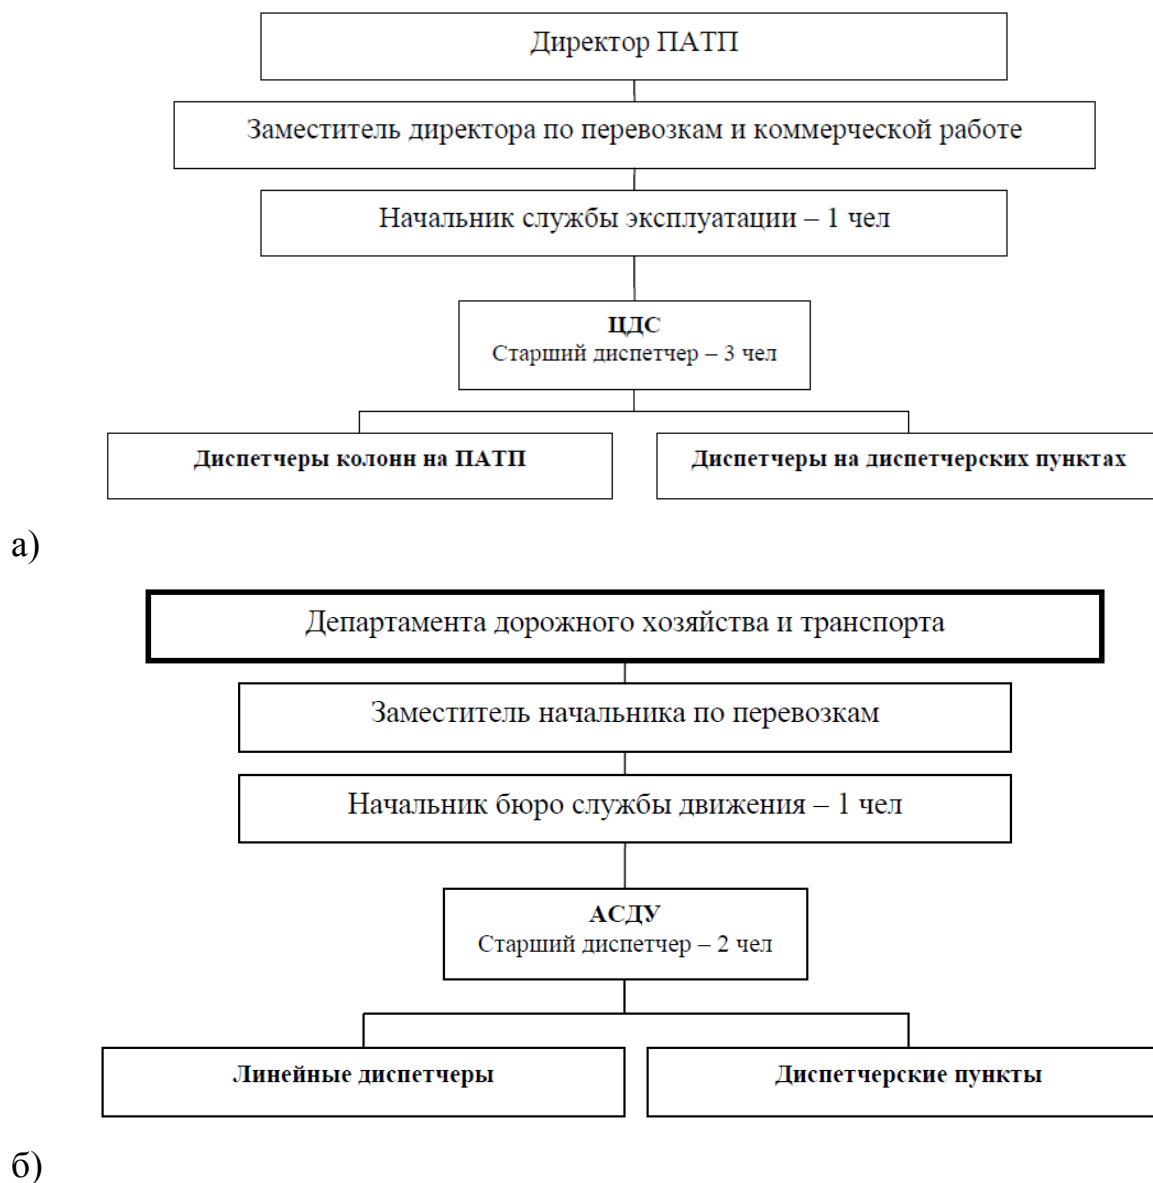 Директор ПАТП
Заместитель директора по перевозкам и коммерческой работе
Начальник службы эксплуатации – 1 чел
ЦДС
Старший диспетчер – 3 чел
Диспетчеры колонн на ПАТП
Диспетчеры на диспетчерских пунктах
а)
Департамента дорожного хозяйства и транспорта
Заместитель начальника по перевозкам
Начальник бюро службы движения – 1 чел
АСДУ
Старший диспетчер – 2 чел
Линейные диспетчеры
Диспетчерские пункты
б)